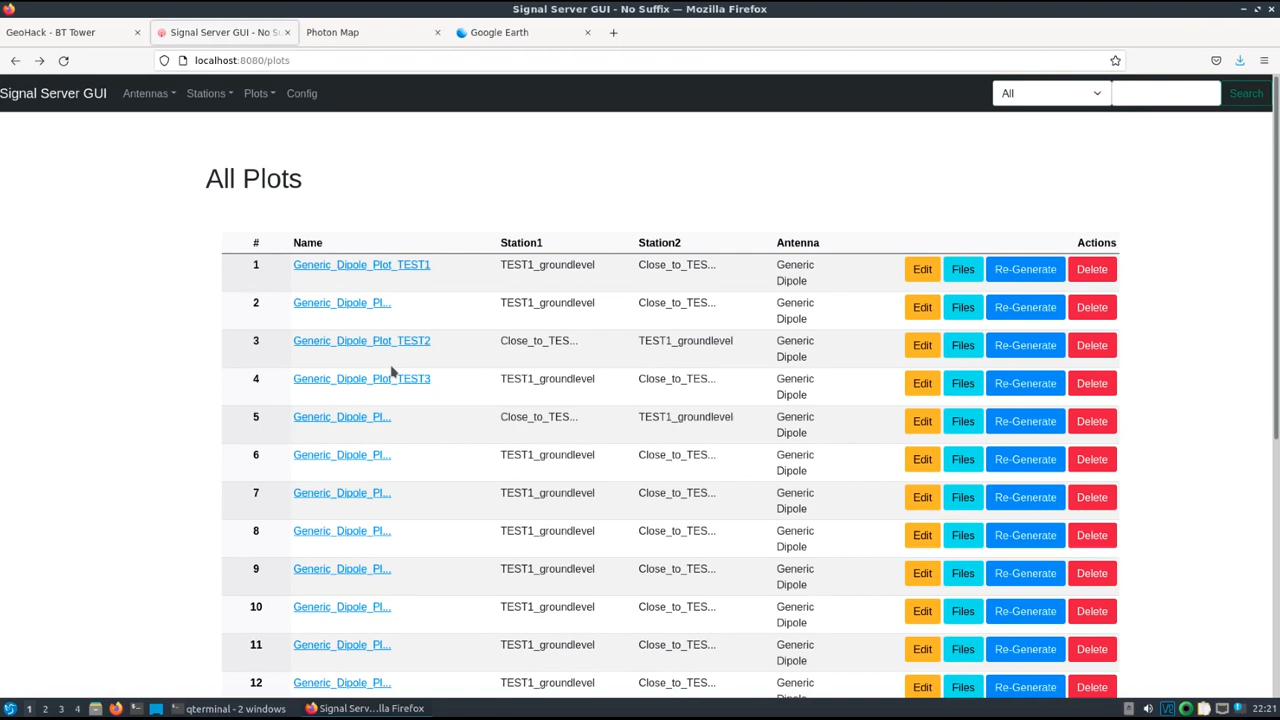 Signal Server GUI - No Suffix — Mozilla Firefox
GeoHack - BT Tower
Signal Server GUI - No Su
Photon Map
Google Earth
localhost:8080/plots
Signal Server GUI Antennas Stations Plots Config All Search
All Plots
# Name Station1 Station2 Antenna Actions
1 Generic_Dipole_Plot_TEST1 TEST1_groundlevel Close_to_TES... Generic Dipole Edit Files Re-Generate Delete
2 Generic_Dipole_Pl... TEST1_groundlevel Close_to_TES... Generic Dipole Edit Files Re-Generate Delete
3 Generic_Dipole_Plot_TEST2 Close_to_TES... TEST1_groundlevel Generic Dipole Edit Files Re-Generate Delete
4 Generic_Dipole_Plot_TEST3 TEST1_groundlevel Close_to_TES... Generic Dipole Edit Files Re-Generate Delete
5 Generic_Dipole_Pl... Close_to_TES... TEST1_groundlevel Generic Dipole Edit Files Re-Generate Delete
6 Generic_Dipole_Pl... TEST1_groundlevel Close_to_TES... Generic Dipole Edit Files Re-Generate Delete
7 Generic_Dipole_Pl... TEST1_groundlevel Close_to_TES... Generic Dipole Edit Files Re-Generate Delete
8 Generic_Dipole_Pl... TEST1_groundlevel Close_to_TES... Generic Dipole Edit Files Re-Generate Delete
9 Generic_Dipole_Pl... TEST1_groundlevel Close_to_TES... Generic Dipole Edit Files Re-Generate Delete
10 Generic_Dipole_Pl... TEST1_groundlevel Close_to_TES... Generic Dipole Edit Files Re-Generate Delete
11 Generic_Dipole_Pl... TEST1_groundlevel Close_to_TES... Generic Dipole Edit Files Re-Generate Delete
12 Generic_Dipole_Pl... TEST1_groundlevel Close_to_TES... Generic Edit Files Re-Generate Delete
1 2 3 4 qterminal - 2 windows Signal Serv...lla Firefox 22:21